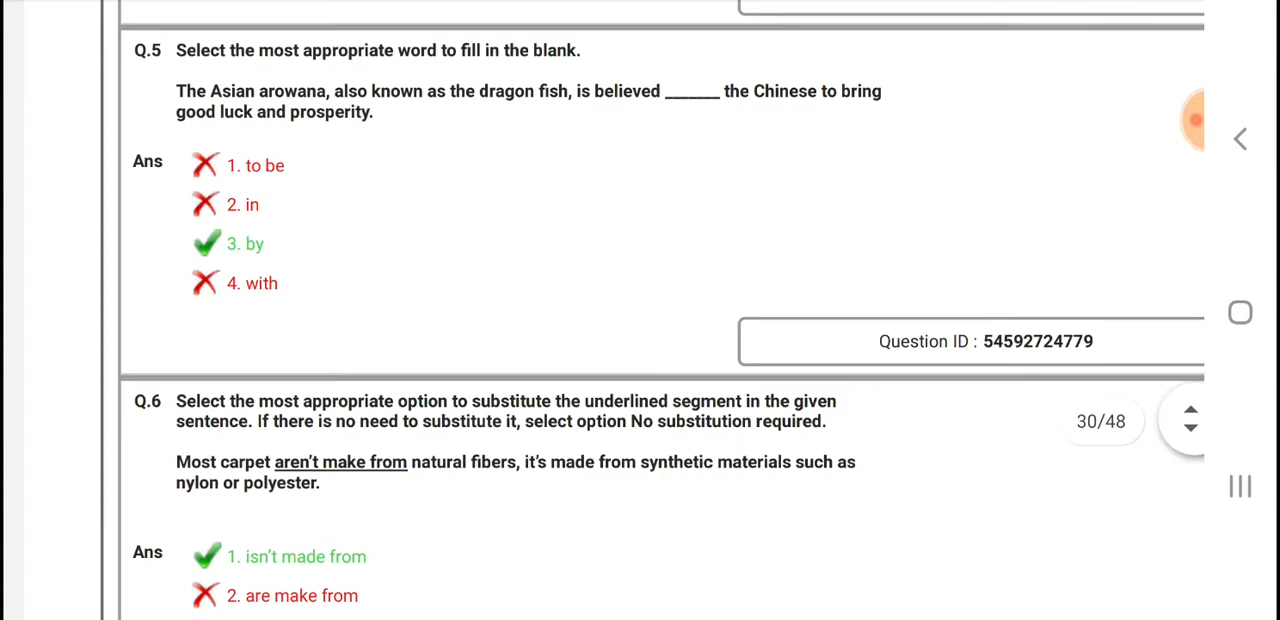 Q.5 Select the most appropriate word to fill in the blank.
The Asian arowana, also known as the dragon fish, is believed ______ the Chinese to bring
good luck and prosperity.
Ans
1. to be
2. in
3. by
4. with
Question ID : 54592724779
Q.6 Select the most appropriate option to substitute the underlined segment in the given
sentence. If there is no need to substitute it, select option No substitution required.
30/48
Most carpet aren't make from natural fibers, it's made from synthetic materials such as
nylon or polyester.
Ans
1. isn't made from
2. are make from